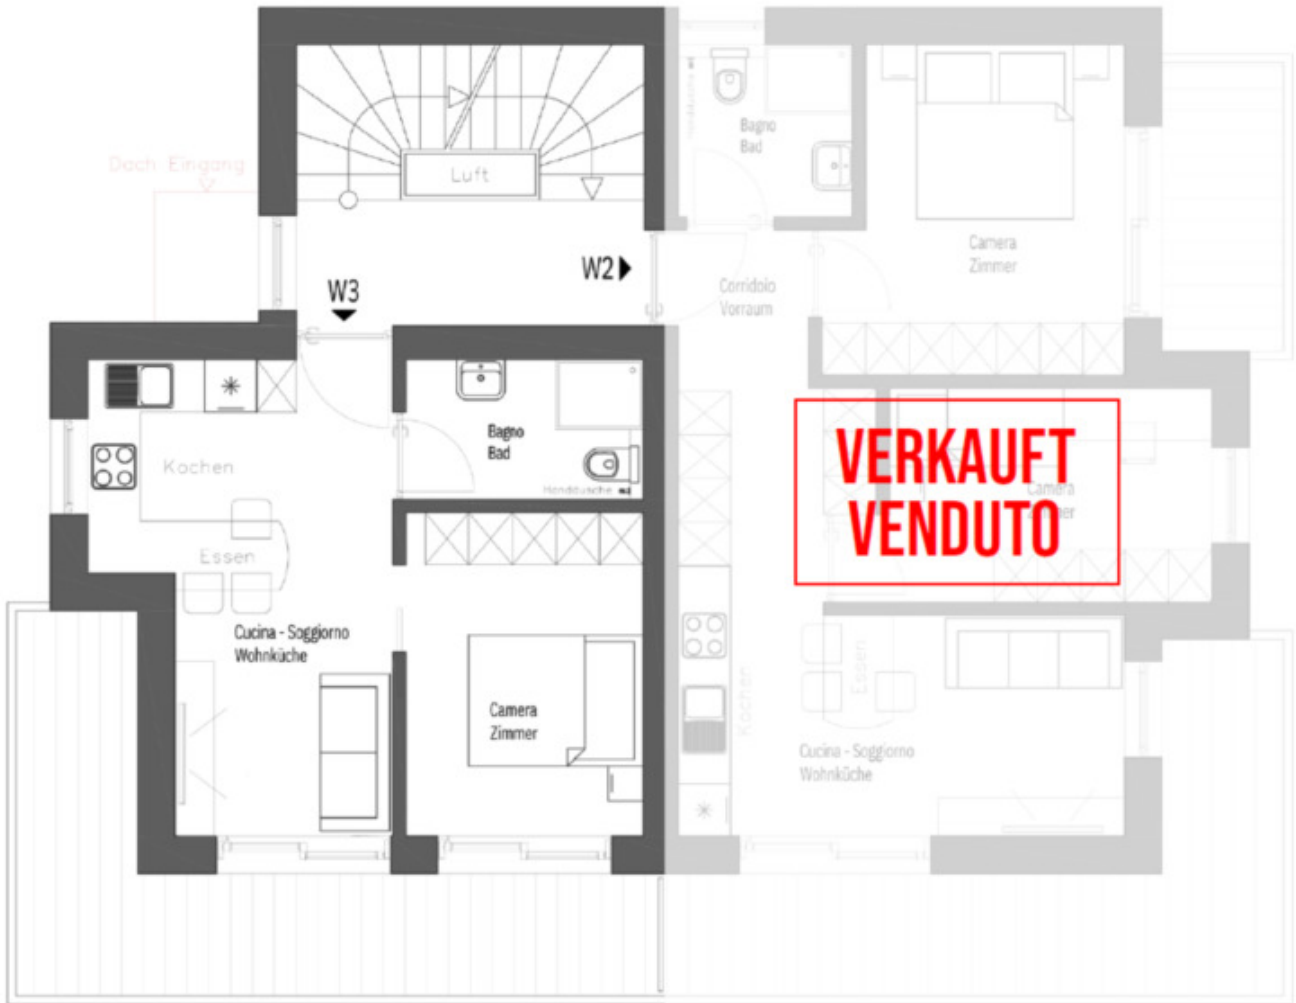 Dach Eingang
Luft
W3
W2
Bagno
Bad
Camera
Zimmer
Corridoio
Vorraum
Kochen
Essen
Cucina - Soggiorno
Wohnküche
Bagno
Bad
Handdusche
Camera
Zimmer
VERKAUFT
VENDUTO
Camera
Essen
Kochen
Cucina - Soggiorno
Wohnküche